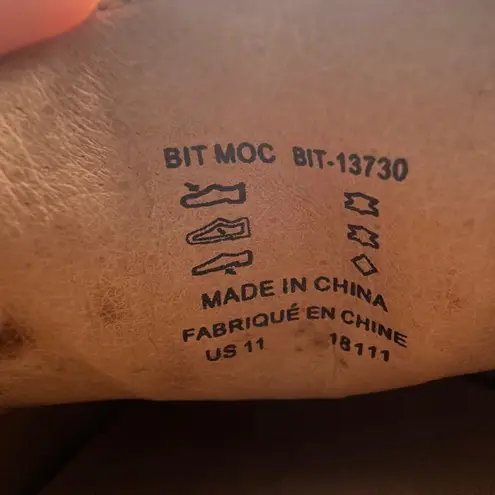 BIT MOC BIT-13730
MADE IN CHINA
FABRIQUÉ EN CHINE
US 11 18111